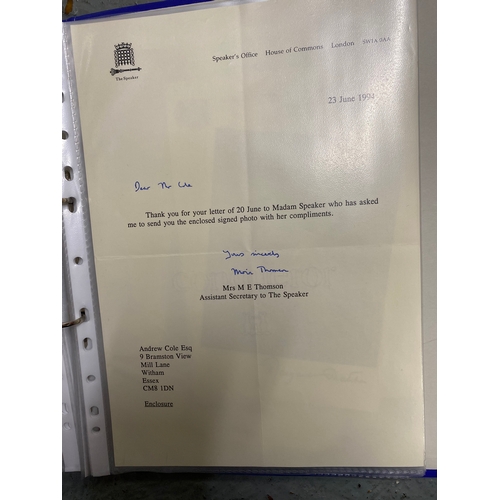 Speaker's Office House of Commons London SW1A 0AA
The Speaker
23 June 1994
Dear Mr Cole
Thank you for your letter of 20 June to Madam Speaker who has asked
me to send you the enclosed signed photo with her compliments.
Yours sincerely
Thomson
Mrs M E Thomson
Assistant Secretary to The Speaker
Andrew Cole Esq
9 Bramston View
Mill Lane
Witham
Essex
CM8 1DN
Enclosure